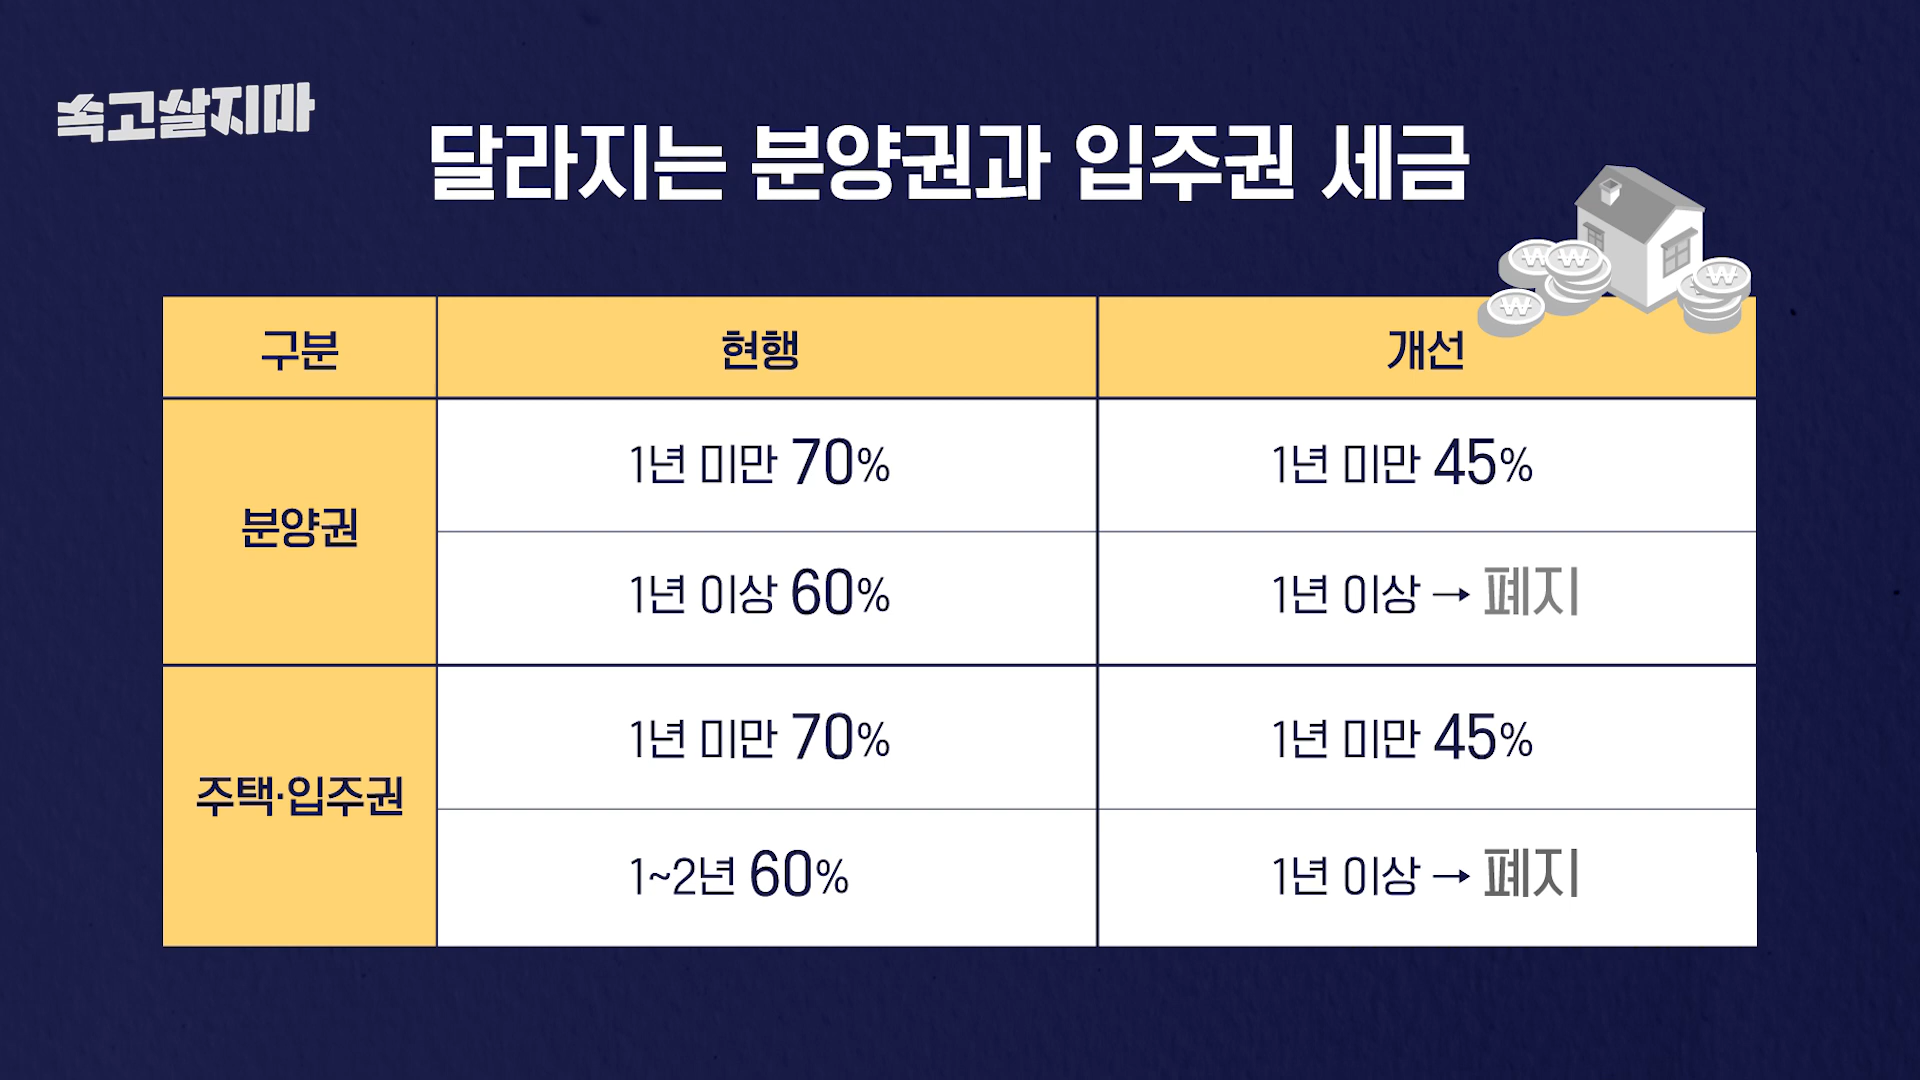 속고살지마
달라지는 분양권과 입주권 세금
구분 현행 개선
분양권
1년 미만 70% 1년 미만 45%
1년 이상 60% 1년 이상 → 폐지
주택·입주권
1년 미만 70% 1년 미만 45%
1~2년 60% 1년 이상 → 폐지